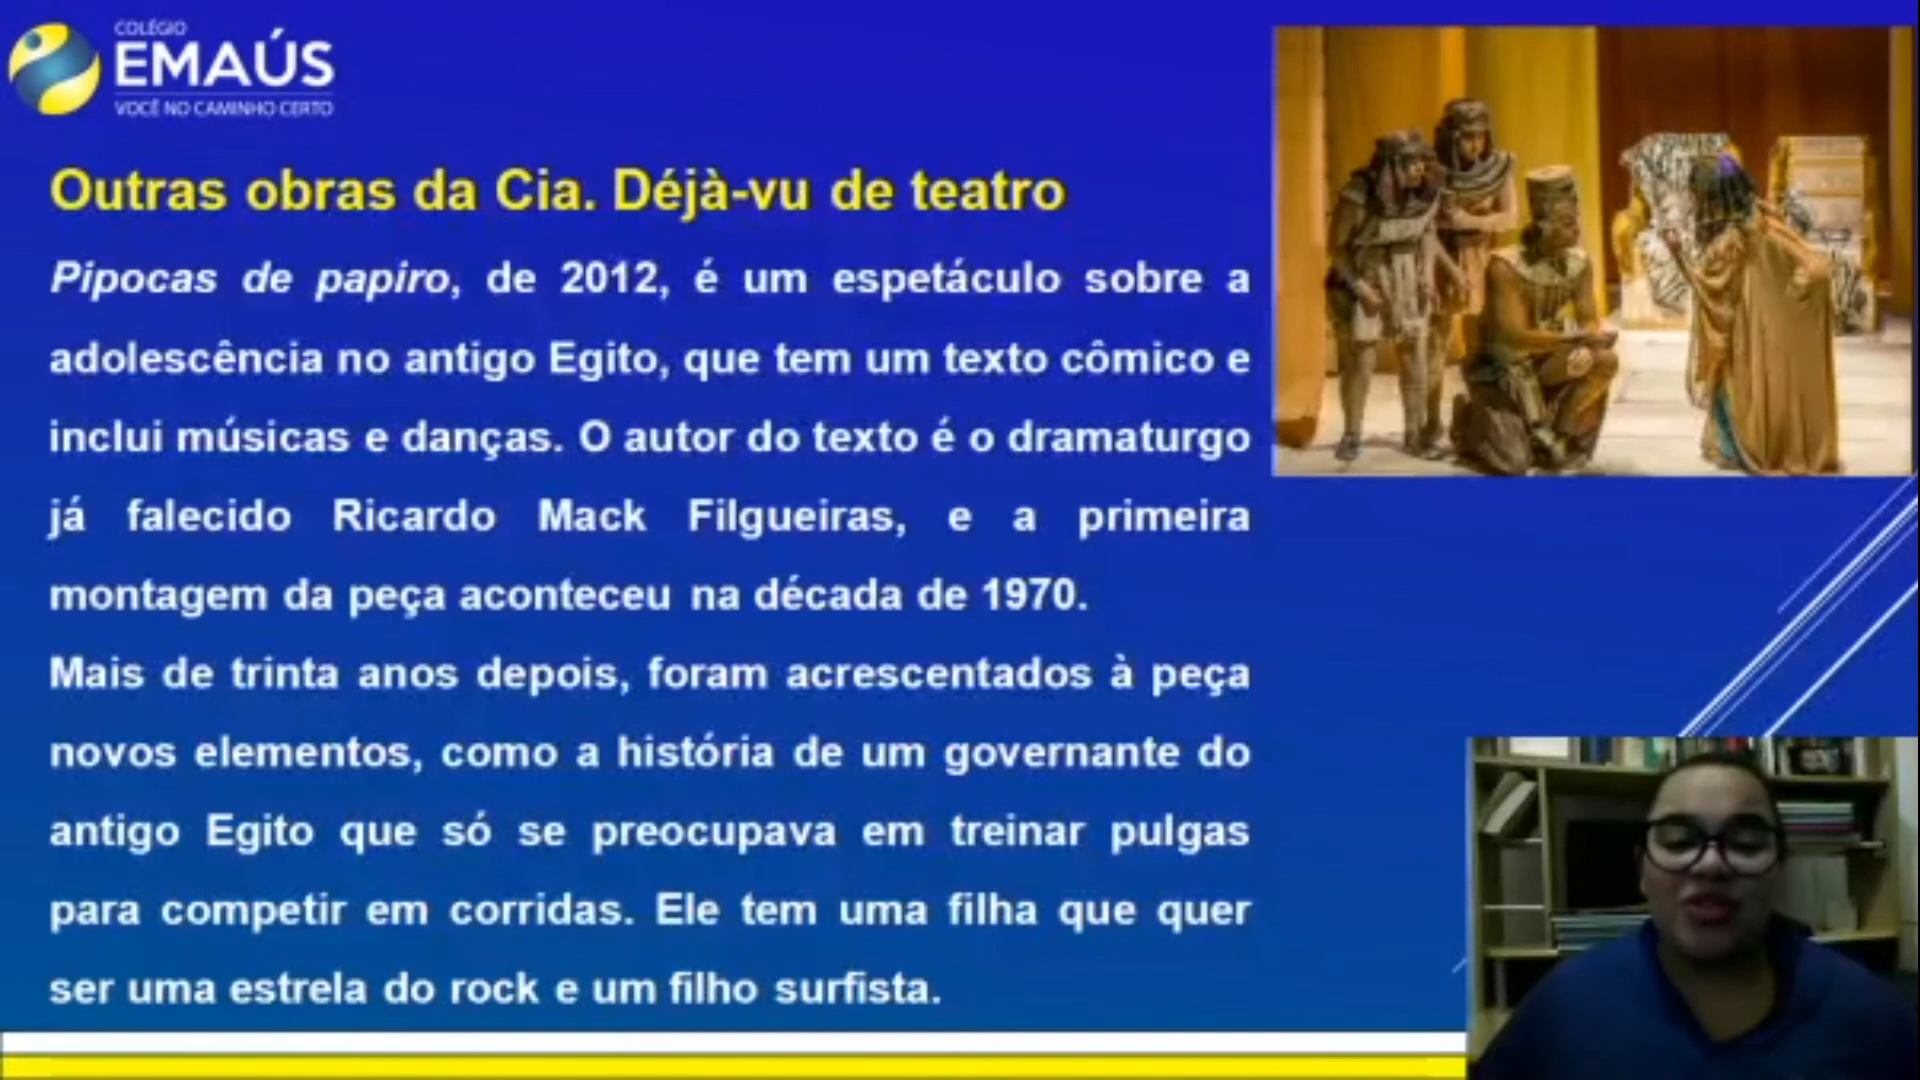 COLÉGIO
EMAÚS
VOCÊ NO CAMINHO CERTO
Outras obras da Cia. Déjà-vu de teatro
Pipocas de papiro, de 2012, é um espetáculo sobre a
adolescência no antigo Egito, que tem um texto cômico e
inclui músicas e danças. O autor do texto é o dramaturgo
já falecido Ricardo Mack Filgueiras, e a primeira
montagem da peça aconteceu na década de 1970.
Mais de trinta anos depois, foram acrescentados à peça
novos elementos, como a história de um governante do
antigo Egito que só se preocupava em treinar pulgas
para competir em corridas. Ele tem uma filha que quer
ser uma estrela do rock e um filho surfista.